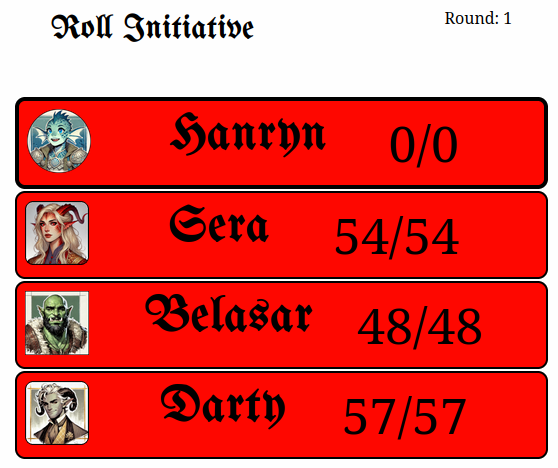 Roll Initiative
Round: 1
Hanryn 0/0
Sera 54/54
Belasar 48/48
Darty 57/57